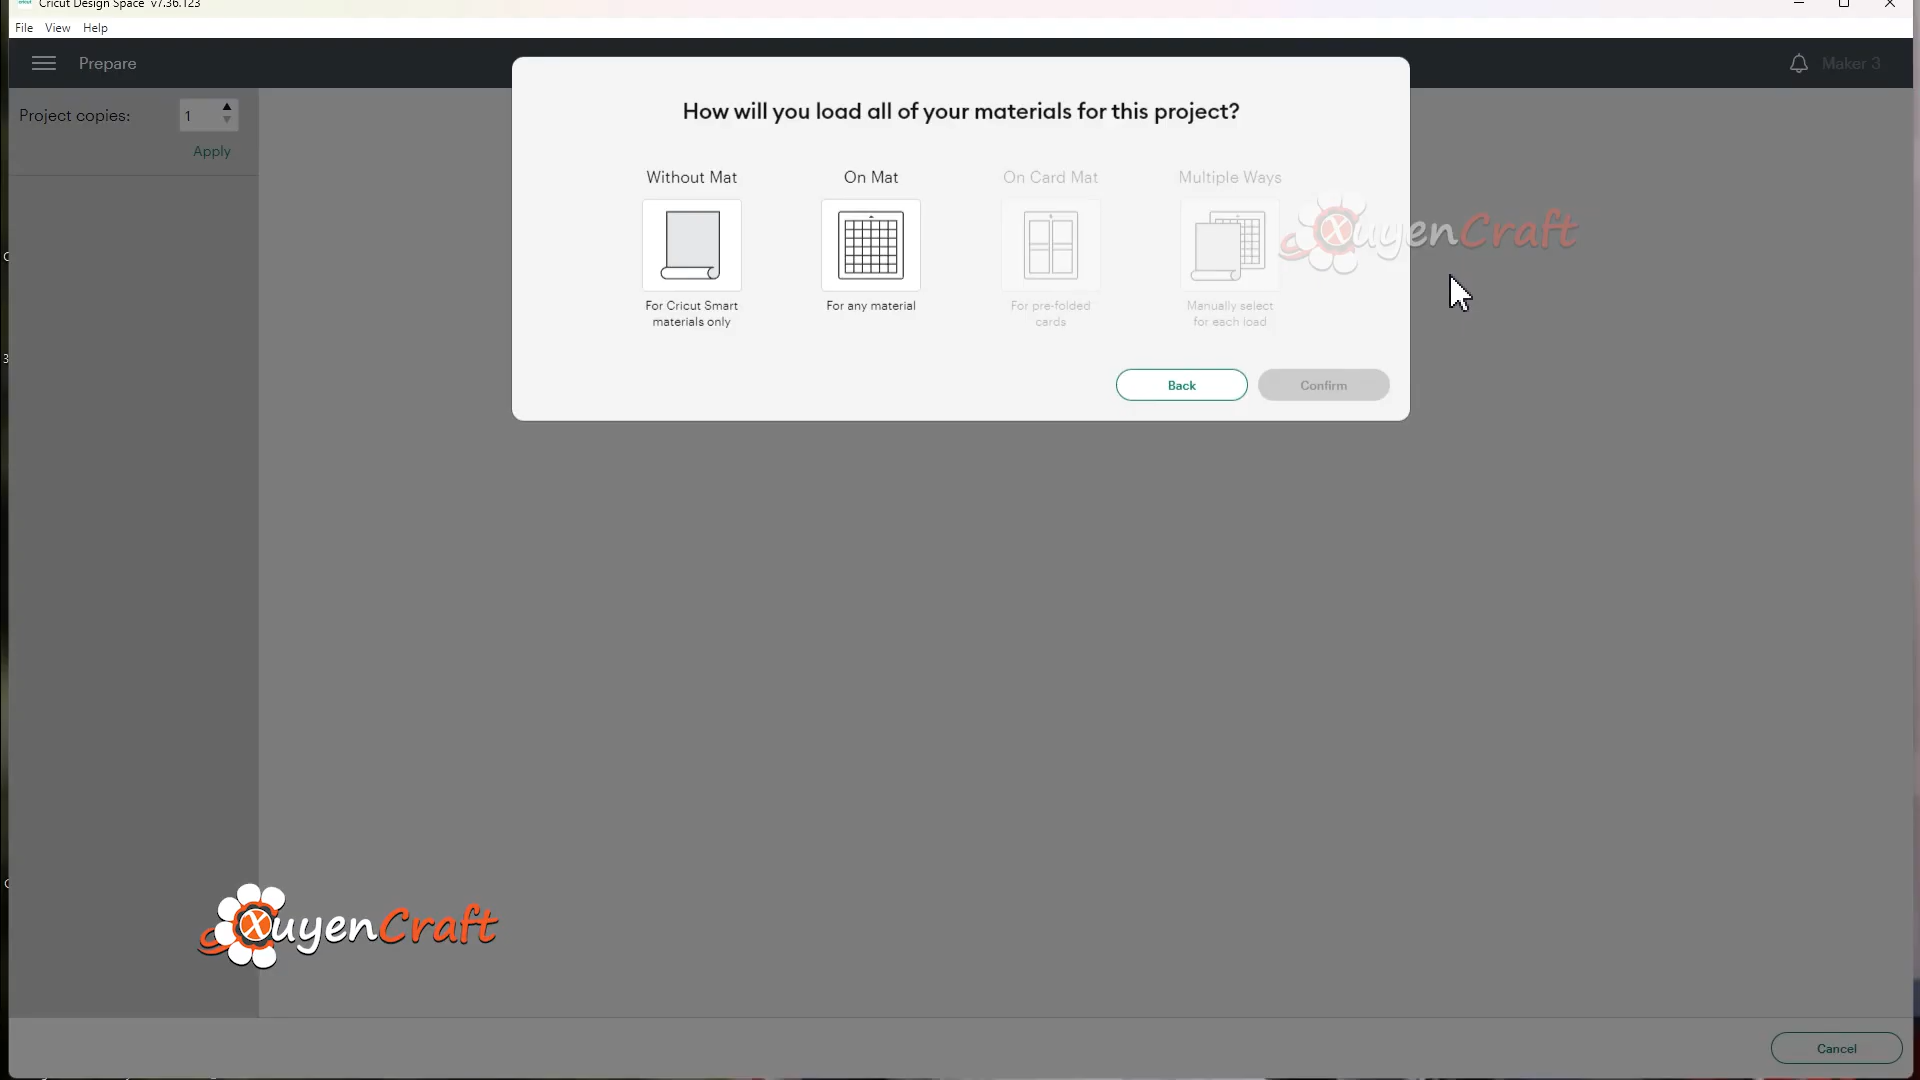 Cricut Design Space v7.36.123
File View Help
Prepare
Maker 3
Project copies: 1
Apply
How will you load all of your materials for this project?
Without Mat
On Mat
On Card Mat
Multiple Ways
For Cricut Smart
materials only
For any material
For pre-folded
cards
Manually select
for each load
XuyenCraft
Back
Confirm
XuyenCraft
Cancel